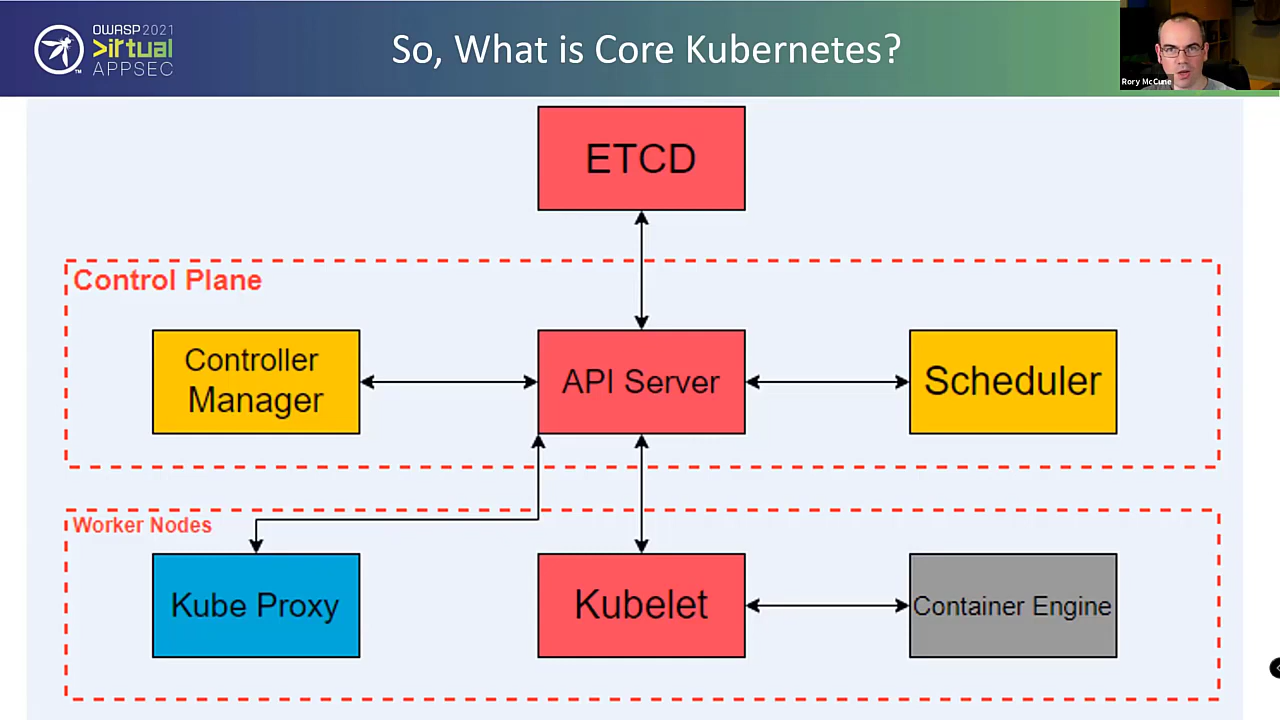 OWASP 2021
>irtual
APPSEC
So, What is Core Kubernetes?
Rory McCune
ETCD
Control Plane
Controller
Manager
API Server
Scheduler
Worker Nodes
Kube Proxy
Kubelet
Container Engine